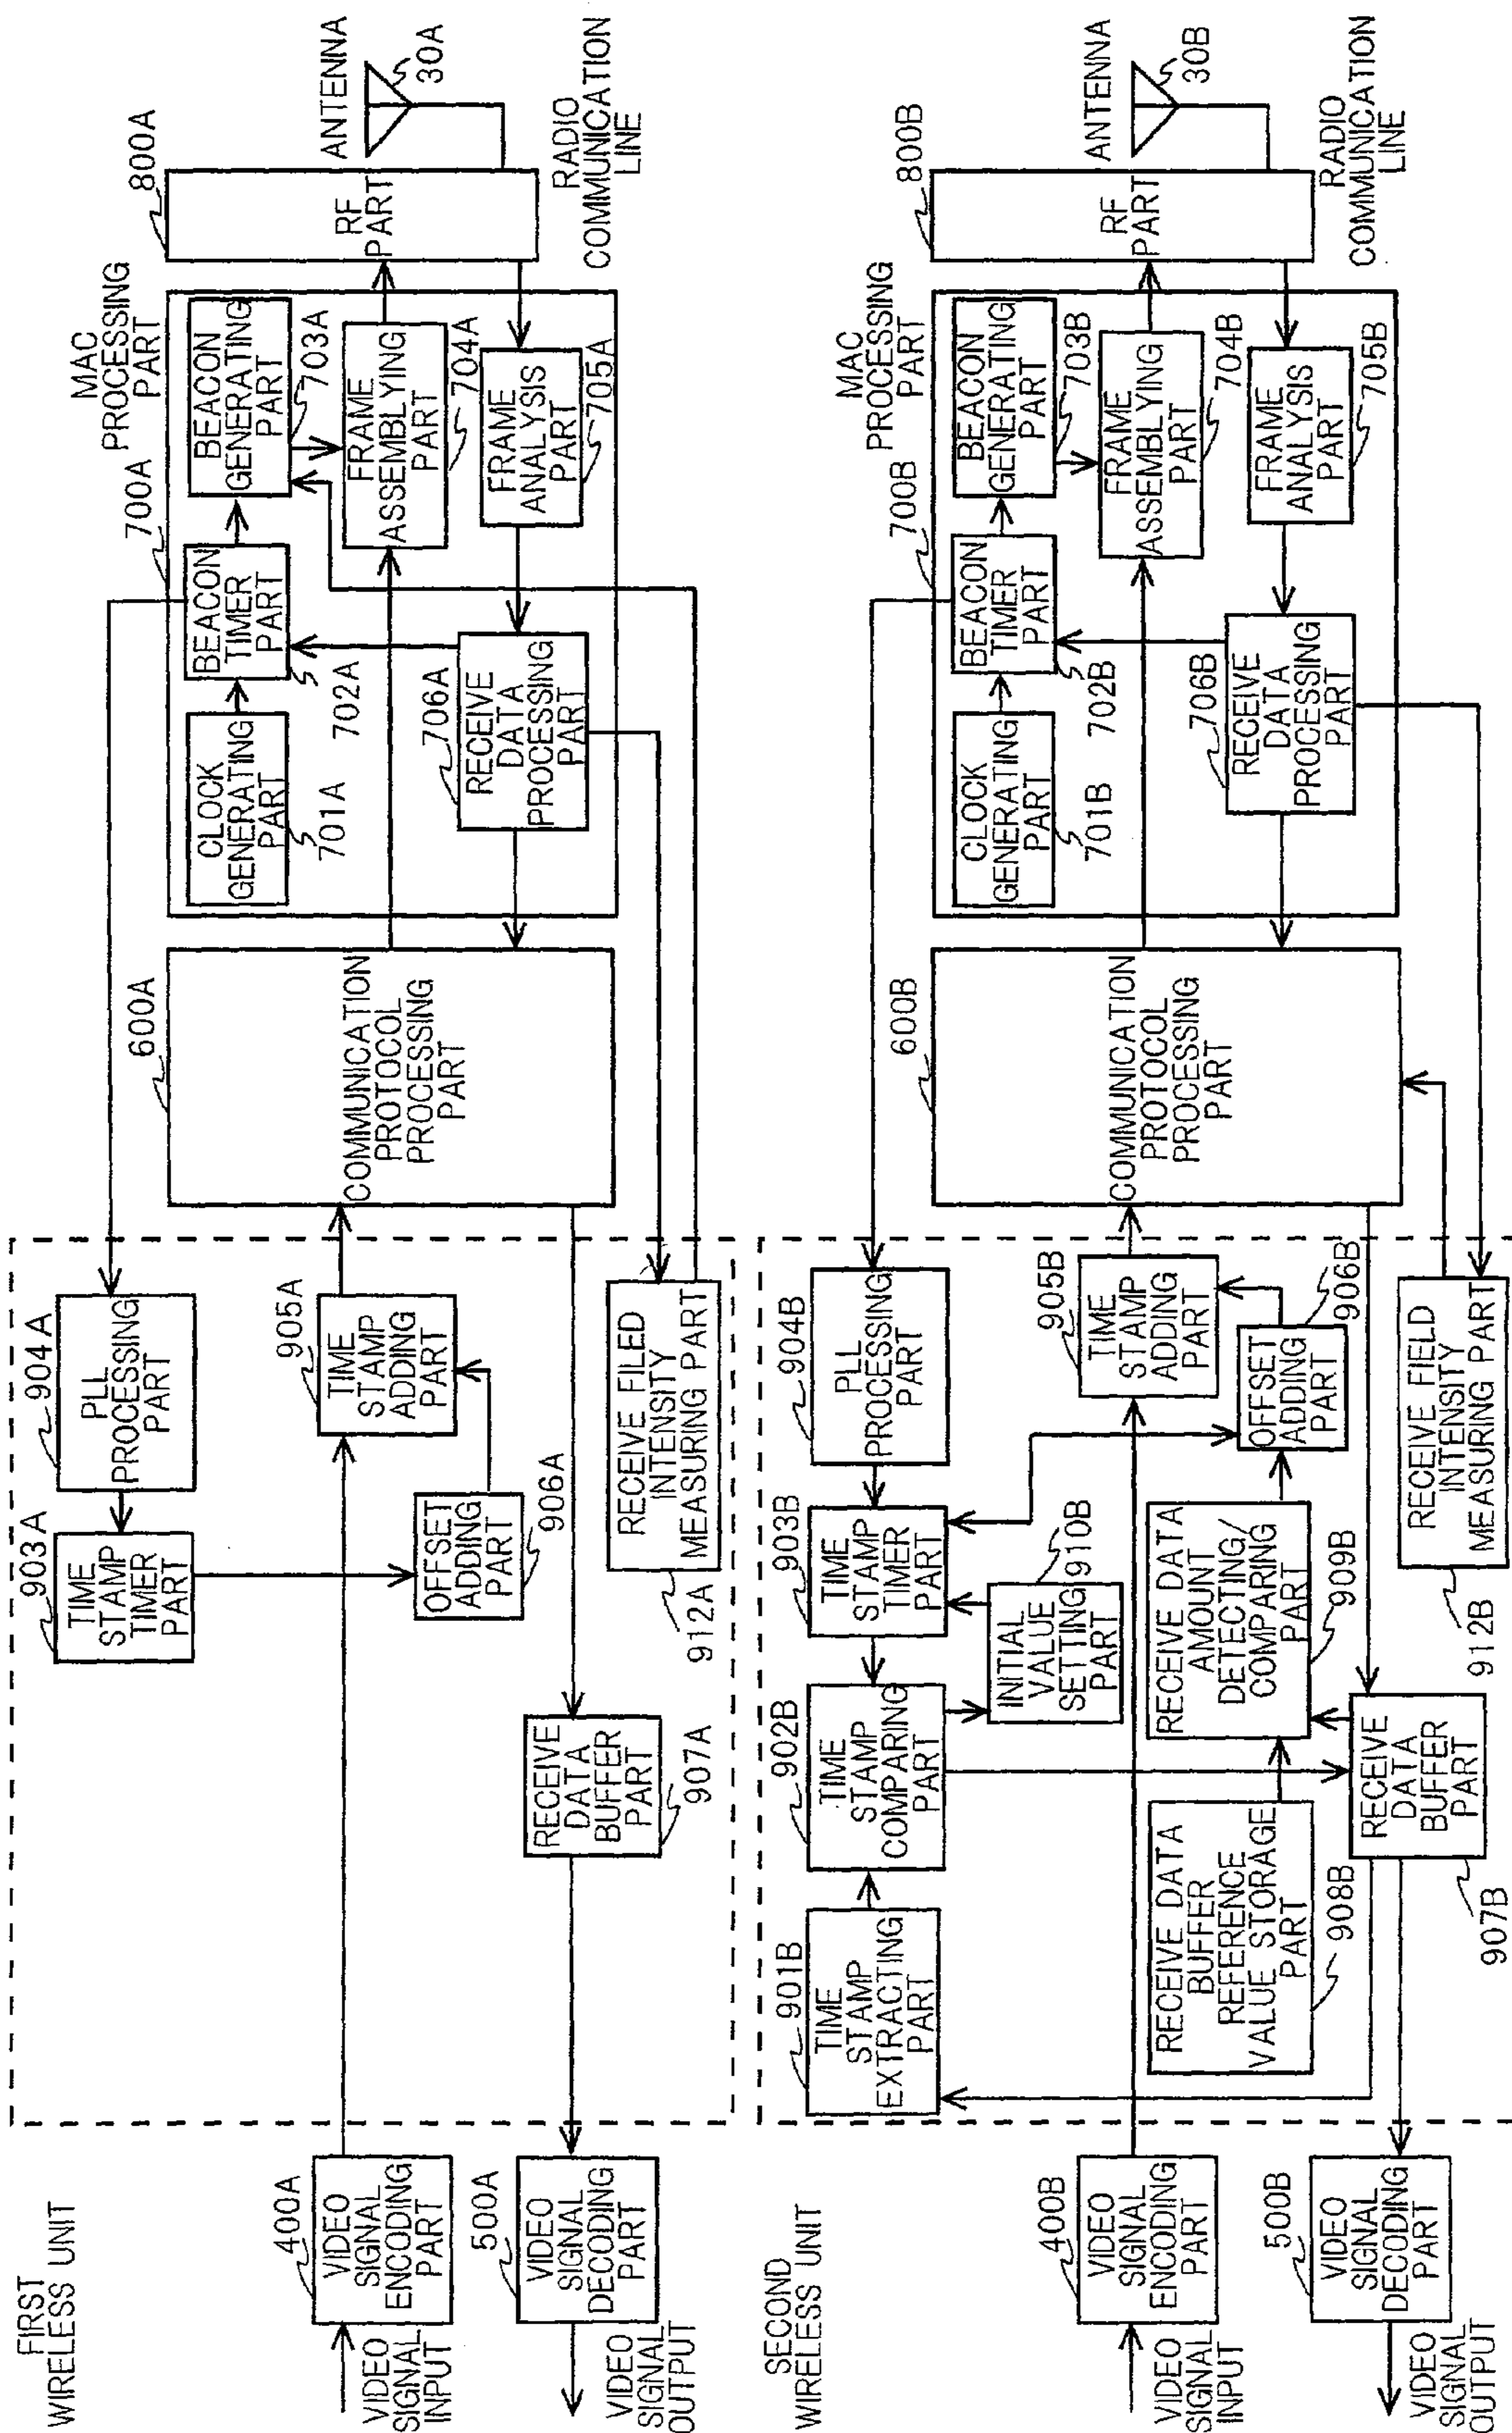 FIRST
WIRELESS UNIT
VIDEO
SIGNAL
INPUT
400A
VIDEO
SIGNAL
ENCODING
PART
VIDEO
SIGNAL
OUTPUT
500A
VIDEO
SIGNAL
DECODING
PART
903A
TIME
STAMP
TIMER
PART
904A
PLL
PROCESSING
PART
905A
TIME
STAMP
ADDING
PART
OFFSET
ADDING
PART
906A
RECEIVE
DATA
BUFFER
PART
907A
RECEIVE FILED
INTENSITY
MEASURING PART
912A
600A
COMMUNICATION
PROTOCOL
PROCESSING
PART
MAC
PROCESSING
PART
700A
CLOCK
GENERATING
PART
701A
BEACON
TIMER
PART
702A
BEACON
GENERATING
PART
703A
FRAME
ASSEMBLYING
PART
704A
FRAME
ANALYSIS
PART
705A
706A
RECEIVE
DATA
PROCESSING
PART
800A
RF
PART
ANTENNA
30A
RADIO
COMMUNICATION
LINE
SECOND
WIRELESS UNIT
VIDEO
SIGNAL
INPUT
400B
VIDEO
SIGNAL
ENCODING
PART
VIDEO
SIGNAL
OUTPUT
500B
VIDEO
SIGNAL
DECODING
PART
901B
TIME
STAMP
EXTRACTING
PART
902B
TIME
STAMP
COMPARING
PART
903B
TIME
STAMP
TIMER
PART
904B
PLL
PROCESSING
PART
INITIAL
VALUE
SETTING
PART
910B
905B
TIME
STAMP
ADDING
PART
OFFSET
ADDING
PART
906B
RECEIVE DATA
BUFFER
REFERENCE
VALUE STORAGE
PART
908B
RECEIVE DATA
AMOUNT
DETECTING/
COMPARING
PART
909B
RECEIVE
DATA
BUFFER
PART
907B
RECEIVE FIELD
INTENSITY
MEASURING PART
912B
600B
COMMUNICATION
PROTOCOL
PROCESSING
PART
MAC
PROCESSING
PART
700B
CLOCK
GENERATING
PART
701B
BEACON
TIMER
PART
702B
BEACON
GENERATING
PART
703B
FRAME
ASSEMBLYING
PART
704B
FRAME
ANALYSIS
PART
705B
706B
RECEIVE
DATA
PROCESSING
PART
800B
RF
PART
ANTENNA
30B
RADIO
COMMUNICATION
LINE